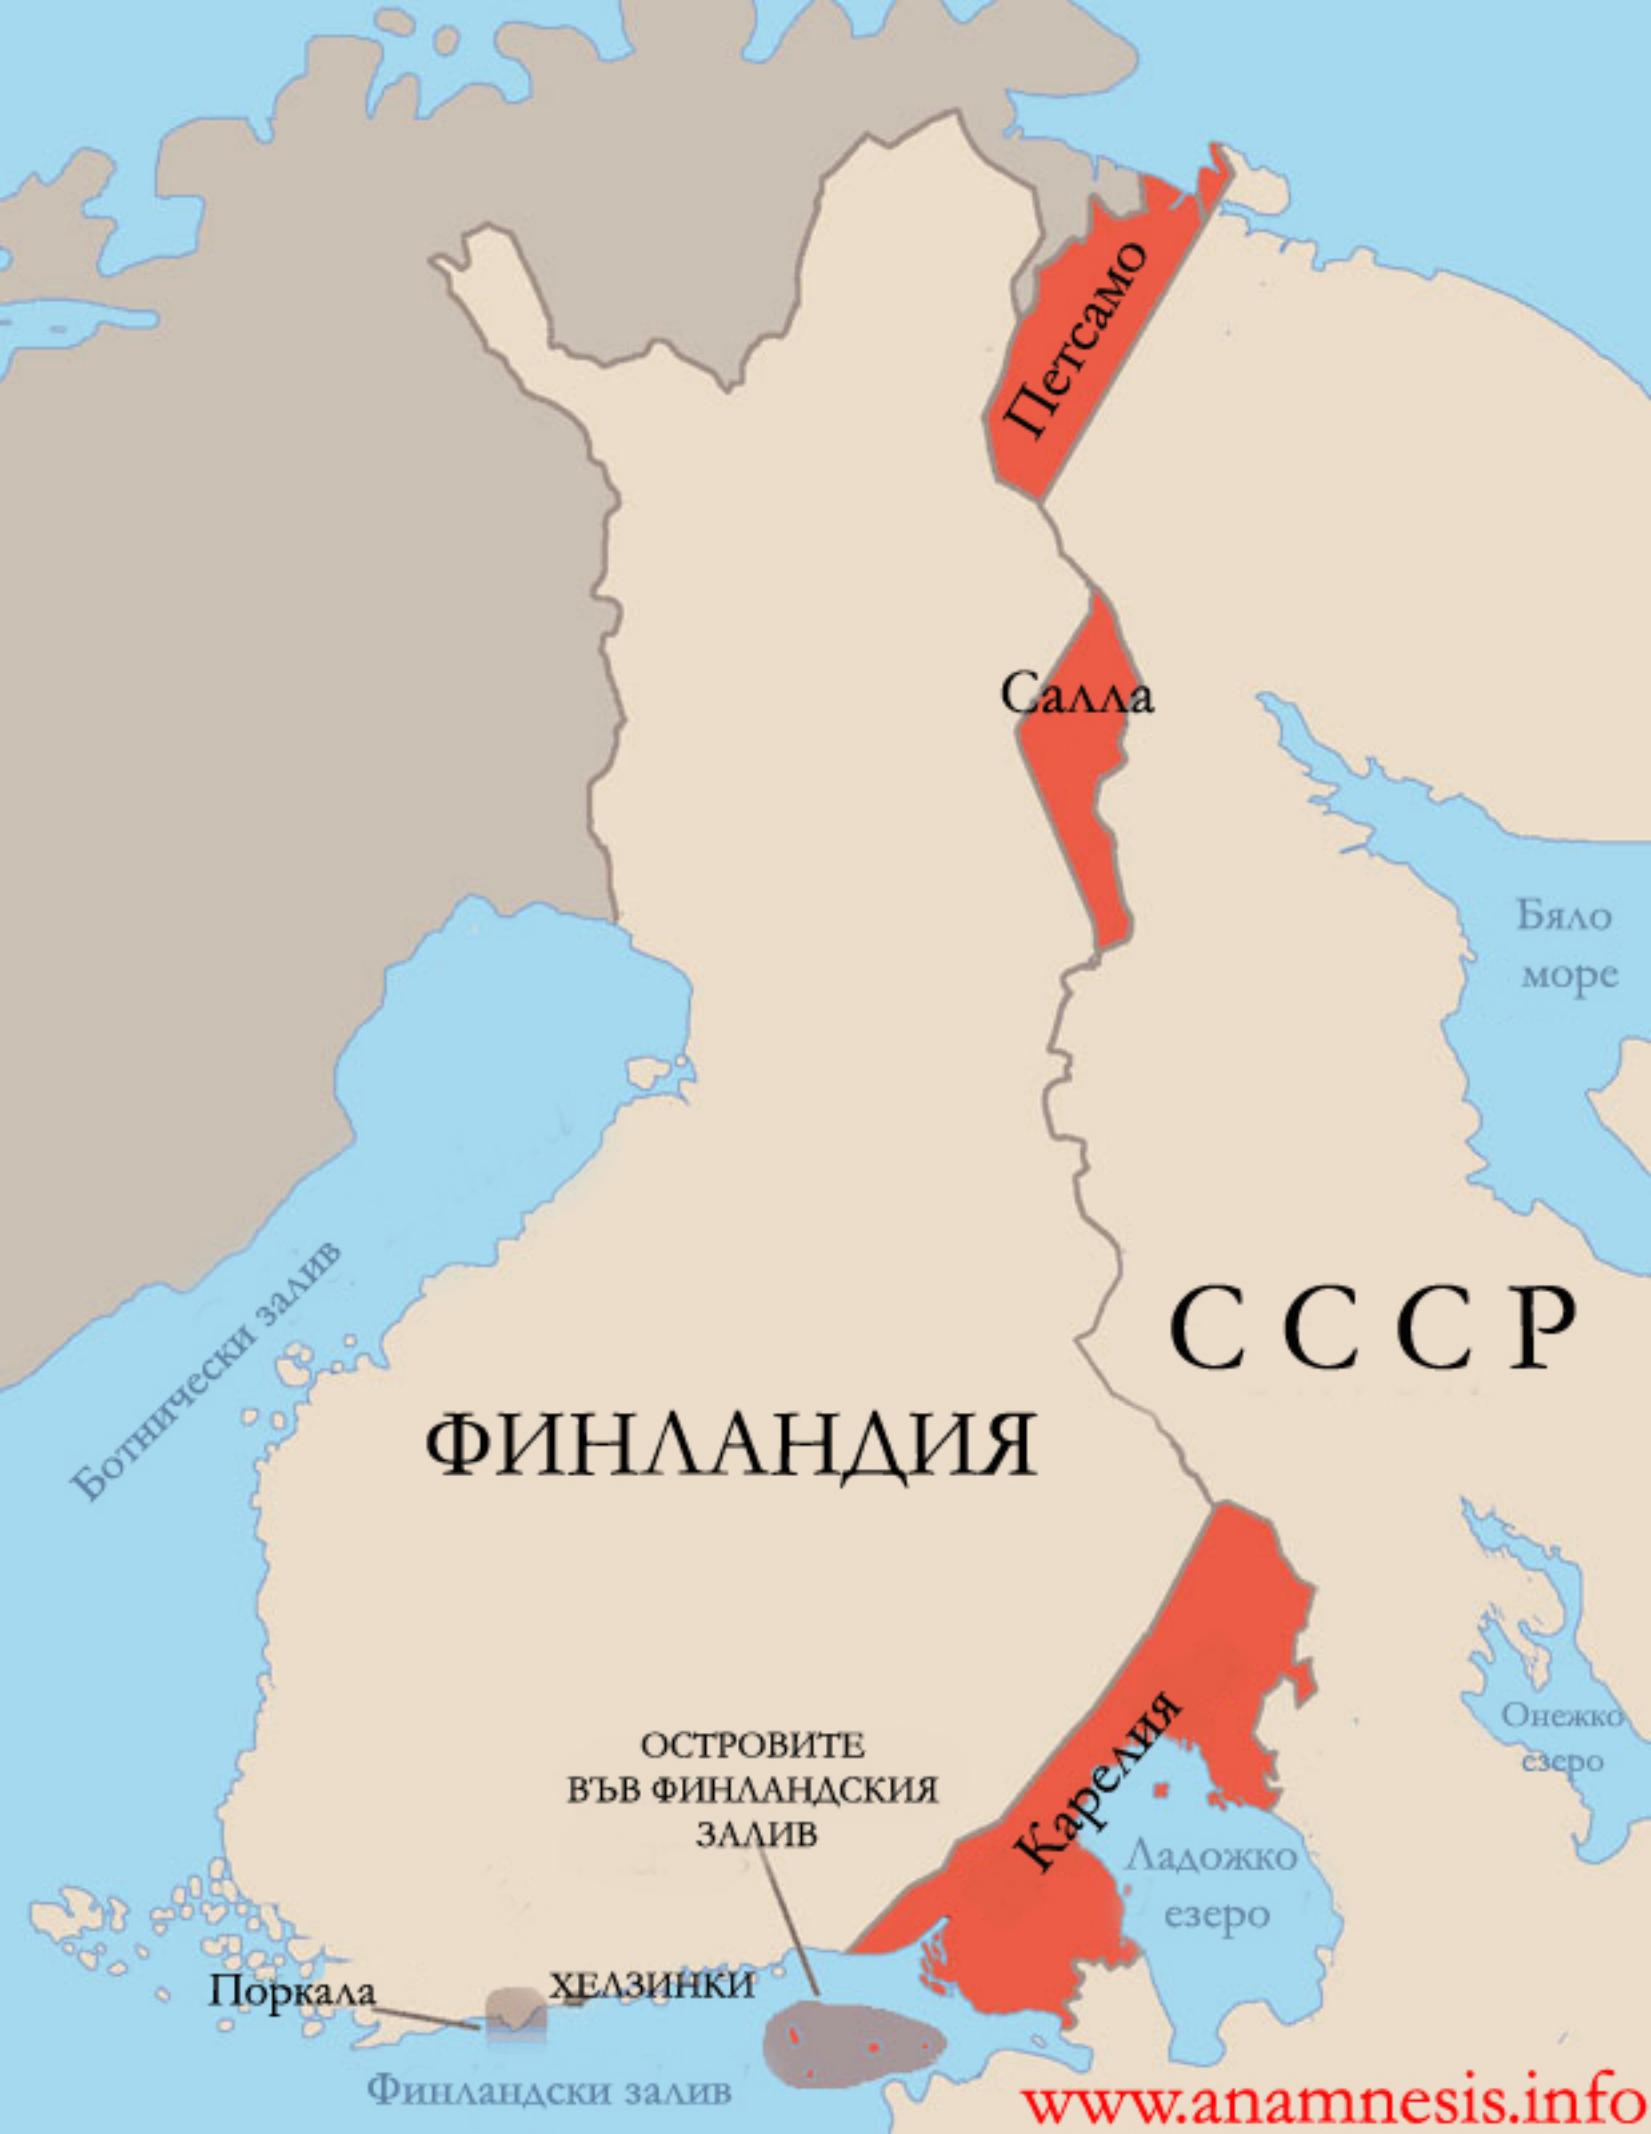 Петсамо
Салла
Бяло
море
Ботнически залив
СССР
ФИНЛАНДИЯ
Онежко
езеро
ОСТРОВИТЕ
ВЪВ ФИНЛАНДСКИЯ
ЗАЛИВ
Карелия
Ладожко
езеро
Поркала
ХЕЛЗИНКИ
Финландски залив
www.anamnesis.info